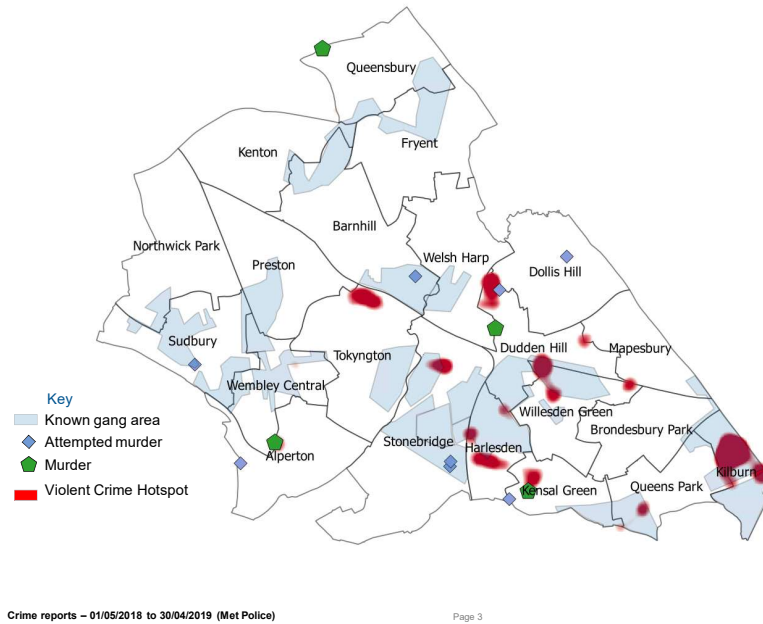 Queensbury
Fryent
Kenton
Barnhill
Northwick Park
Welsh Harp
Preston
Dollis Hill
Sudbury
Tokyngton
Dudden Hill
Mapesbury
Wembley Central
Key
Known gang area
Attempted murder
Murder
Violent Crime Hotspot
Willesden Green
Brondesbury Park
Stonebridge
Harlesden
Alperton
Kilburn
Kensal Green
Queens Park
Crime reports – 01/05/2018 to 30/04/2019 (Met Police)
Page 3